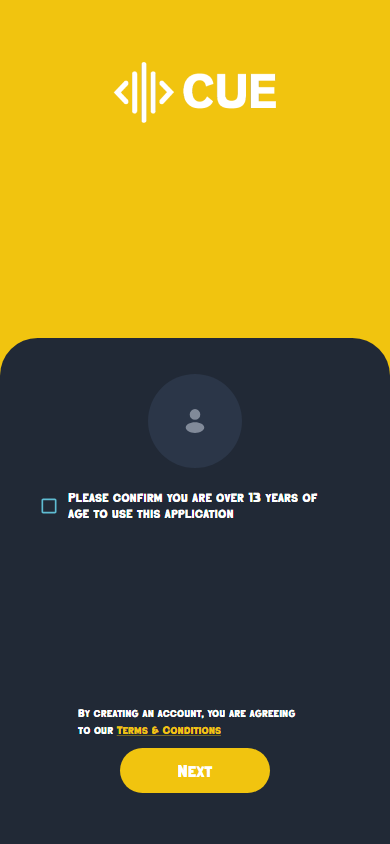 CUE
Please confirm you are over 13 years of
age to use this application
By creating an account, you are agreeing
to our Terms & Conditions
Next